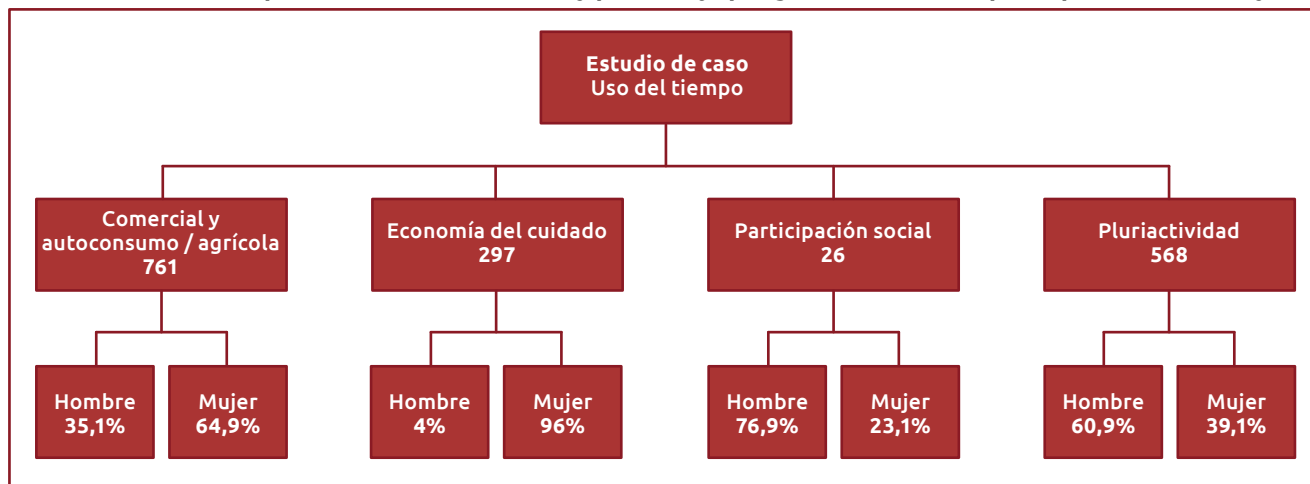 Estudio de caso
Uso del tiempo
Comercial y
autoconsumo / agrícola
761
Economía del cuidado
297
Participación social
26
Pluriactividad
568
Hombre
35,1%
Mujer
64,9%
Hombre
4%
Mujer
96%
Hombre
76,9%
Mujer
23,1%
Hombre
60,9%
Mujer
39,1%